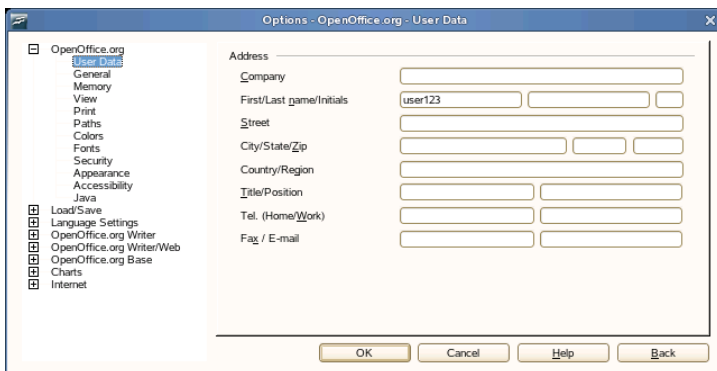 Options - OpenOffice.org - User Data
OpenOffice.org
User Data
General
Memory
View
Print
Paths
Colors
Fonts
Security
Appearance
Accessibility
Java
Load/Save
Language Settings
OpenOffice.org Writer
OpenOffice.org Writer/Web
OpenOffice.org Base
Charts
Internet
Address
Company
First/Last name/Initials user123
Street
City/State/Zip
Country/Region
Title/Position
Tel. (Home/Work)
Fax / E-mail
OK Cancel Help Back